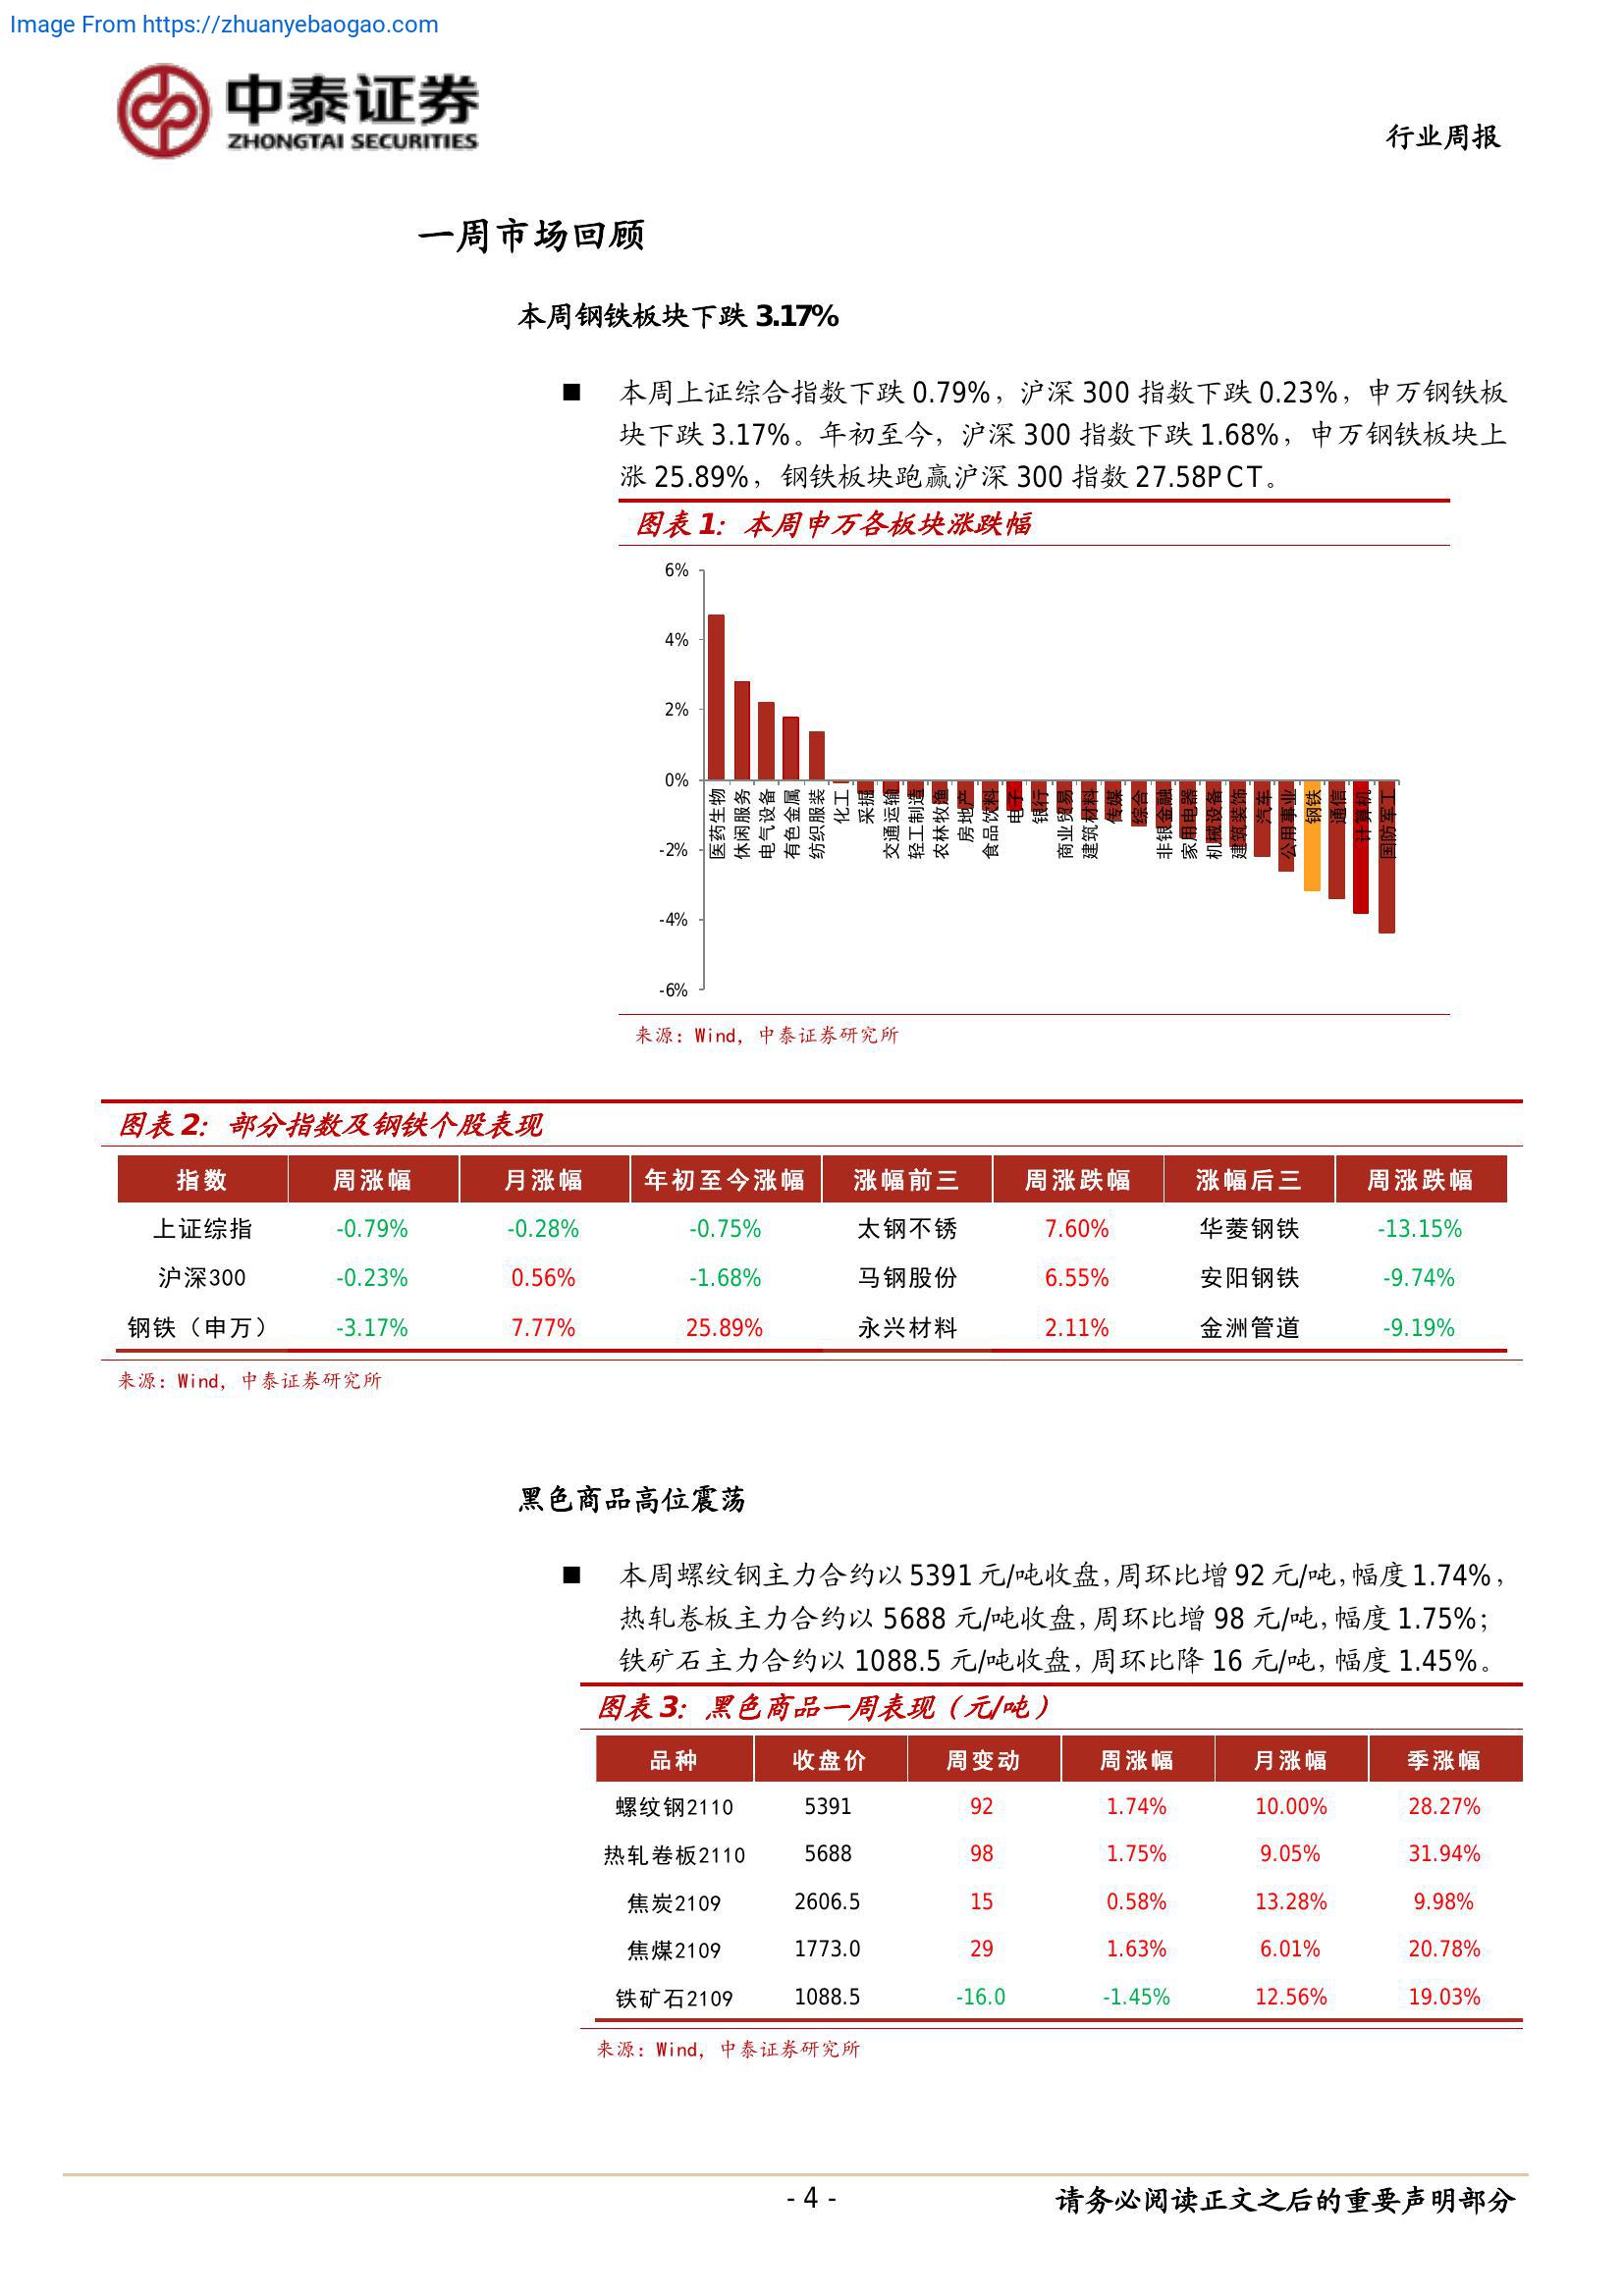 Image From https://zhuanyebaogao.com
中泰证券
ZHONGTAI SECURITIES
行业周报
一周市场回顾
本周钢铁板块下跌 3.17%
■ 本周上证综合指数下跌 0.79%，沪深 300 指数下跌 0.23%，申万钢铁板
块下跌 3.17%。年初至今，沪深 300 指数下跌 1.68%，申万钢铁板块上
涨 25.89%，钢铁板块跑赢沪深 300 指数 27.58PCT。
图表 1：本周申万各板块涨跌幅
6%
4%
2%
0%
-2%
-4%
-6%
医药生物
休闲服务
电气设备
有色金属
纺织服装
化工
采掘
交通运输
轻工制造
农林牧渔
房地产
食品饮料
电子
银行
商业贸易
建筑材料
传媒
综合
非银金融
家用电器
机械设备
建筑装饰
汽车
公用事业
钢铁
通信
计算机
国防军工
来源：Wind，中泰证券研究所
图表 2：部分指数及钢铁个股表现
指数 周涨幅 月涨幅 年初至今涨幅 涨幅前三 周涨跌幅 涨幅后三 周涨跌幅
上证综指 -0.79% -0.28% -0.75% 太钢不锈 7.60% 华菱钢铁 -13.15%
沪深300 -0.23% 0.56% -1.68% 马钢股份 6.55% 安阳钢铁 -9.74%
钢铁（申万） -3.17% 7.77% 25.89% 永兴材料 2.11% 金洲管道 -9.19%
来源：Wind，中泰证券研究所
黑色商品高位震荡
■ 本周螺纹钢主力合约以 5391 元/吨收盘，周环比增 92 元/吨，幅度 1.74%，
热轧卷板主力合约以 5688 元/吨收盘，周环比增 98 元/吨，幅度 1.75%；
铁矿石主力合约以 1088.5 元/吨收盘，周环比降 16 元/吨，幅度 1.45%。
图表 3：黑色商品一周表现（元/吨）
品种 收盘价 周变动 周涨幅 月涨幅 季涨幅
螺纹钢2110 5391 92 1.74% 10.00% 28.27%
热轧卷板2110 5688 98 1.75% 9.05% 31.94%
焦炭2109 2606.5 15 0.58% 13.28% 9.98%
焦煤2109 1773.0 29 1.63% 6.01% 20.78%
铁矿石2109 1088.5 -16.0 -1.45% 12.56% 19.03%
来源：Wind，中泰证券研究所
- 4 -
请务必阅读正文之后的重要声明部分